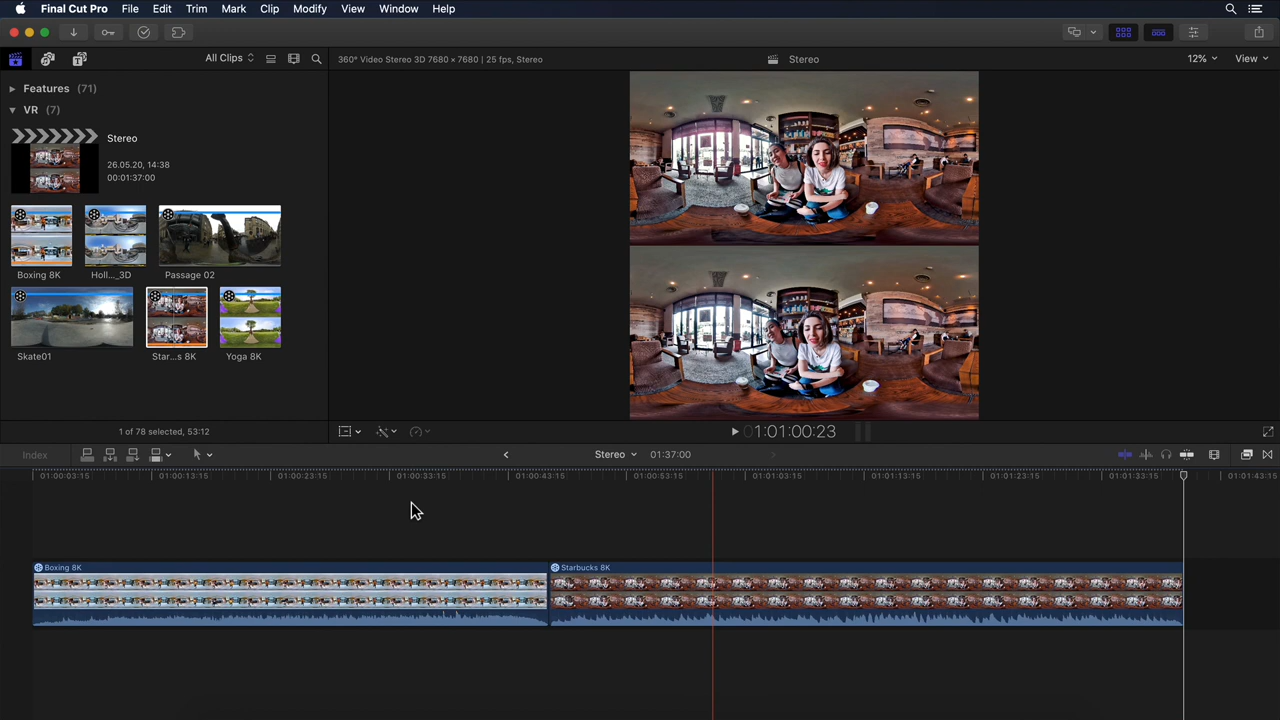 Final Cut Pro File Edit Trim Mark Clip Modify View Window Help
All Clips
360° Video Stereo 3D 7680 × 7680 | 25 fps, Stereo
Stereo
12%
View
Features (71)
VR (7)
Stereo
26.05.20, 14:38
00:01:37:00
Boxing 8K
Holl..._3D
Passage 02
Skate01
Star...s 8K
Yoga 8K
1 of 78 selected, 53:12
01:01:00:23
Index
Stereo
01:37:00
01:00:03:15
01:00:13:15
01:00:23:15
01:00:33:15
01:00:43:15
01:00:53:15
01:01:03:15
01:01:13:15
01:01:23:15
01:01:33:15
01:01:43:15
Boxing 8K
Starbucks 8K